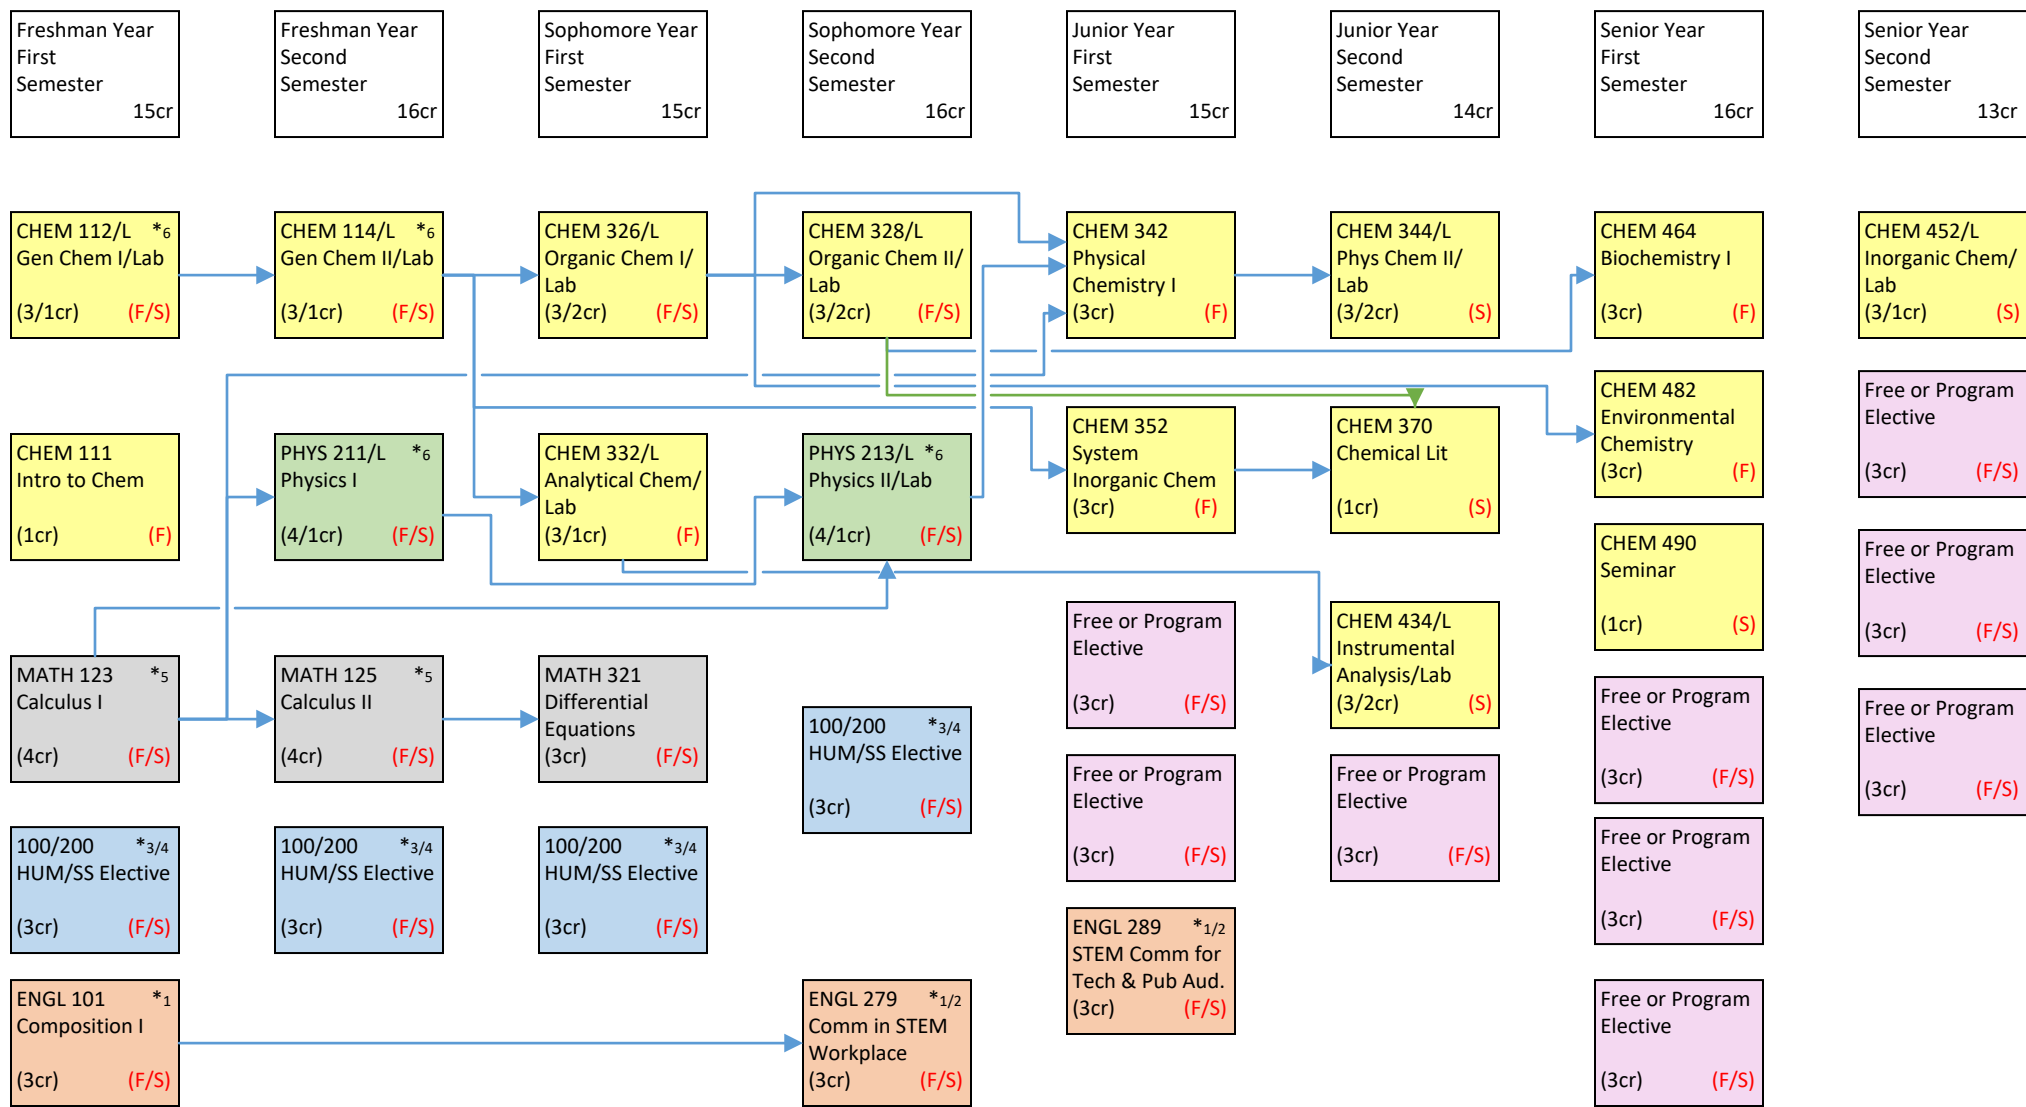 Freshman Year
First
Semester
15cr
Freshman Year
Second
Semester
16cr
Sophomore Year
First
Semester
15cr
Sophomore Year
Second
Semester
16cr
Junior Year
First
Semester
15cr
Junior Year
Second
Semester
14cr
Senior Year
First
Semester
16cr
Senior Year
Second
Semester
13cr
CHEM 112/L *6
Gen Chem I/Lab
(3/1cr) (F/S)
CHEM 114/L *6
Gen Chem II/Lab
(3/1cr) (F/S)
CHEM 326/L
Organic Chem I/
Lab
(3/2cr) (F/S)
CHEM 328/L
Organic Chem II/
Lab
(3/2cr) (F/S)
CHEM 342
Physical
Chemistry I
(3cr) (F)
CHEM 344/L
Phys Chem II/
Lab
(3/2cr) (S)
CHEM 464
Biochemistry I
(3cr) (F)
CHEM 452/L
Inorganic Chem/
Lab
(3/1cr) (S)
CHEM 111
Intro to Chem
(1cr) (F)
PHYS 211/L *6
Physics I
(4/1cr) (F/S)
CHEM 332/L
Analytical Chem/
Lab
(3/1cr) (F)
PHYS 213/L *6
Physics II/Lab
(4/1cr) (F/S)
CHEM 352
System
Inorganic Chem
(3cr) (F)
CHEM 370
Chemical Lit
(1cr) (S)
CHEM 482
Environmental
Chemistry
(3cr) (F)
Free or Program
Elective
(3cr) (F/S)
CHEM 490
Seminar
(1cr) (S)
Free or Program
Elective
(3cr) (F/S)
MATH 123 *5
Calculus I
(4cr) (F/S)
MATH 125 *5
Calculus II
(4cr) (F/S)
MATH 321
Differential
Equations
(3cr) (F/S)
100/200 *3/4
HUM/SS Elective
(3cr) (F/S)
Free or Program
Elective
(3cr) (F/S)
CHEM 434/L
Instrumental
Analysis/Lab
(3/2cr) (S)
Free or Program
Elective
(3cr) (F/S)
Free or Program
Elective
(3cr) (F/S)
Free or Program
Elective
(3cr) (F/S)
Free or Program
Elective
(3cr) (F/S)
100/200 *3/4
HUM/SS Elective
(3cr) (F/S)
100/200 *3/4
HUM/SS Elective
(3cr) (F/S)
100/200 *3/4
HUM/SS Elective
(3cr) (F/S)
Free or Program
Elective
(3cr) (F/S)
ENGL 289 *1/2
STEM Comm for
Tech & Pub Aud.
(3cr) (F/S)
ENGL 101 *1
Composition I
(3cr) (F/S)
ENGL 279 *1/2
Comm in STEM
Workplace
(3cr) (F/S)
Free or Program
Elective
(3cr) (F/S)